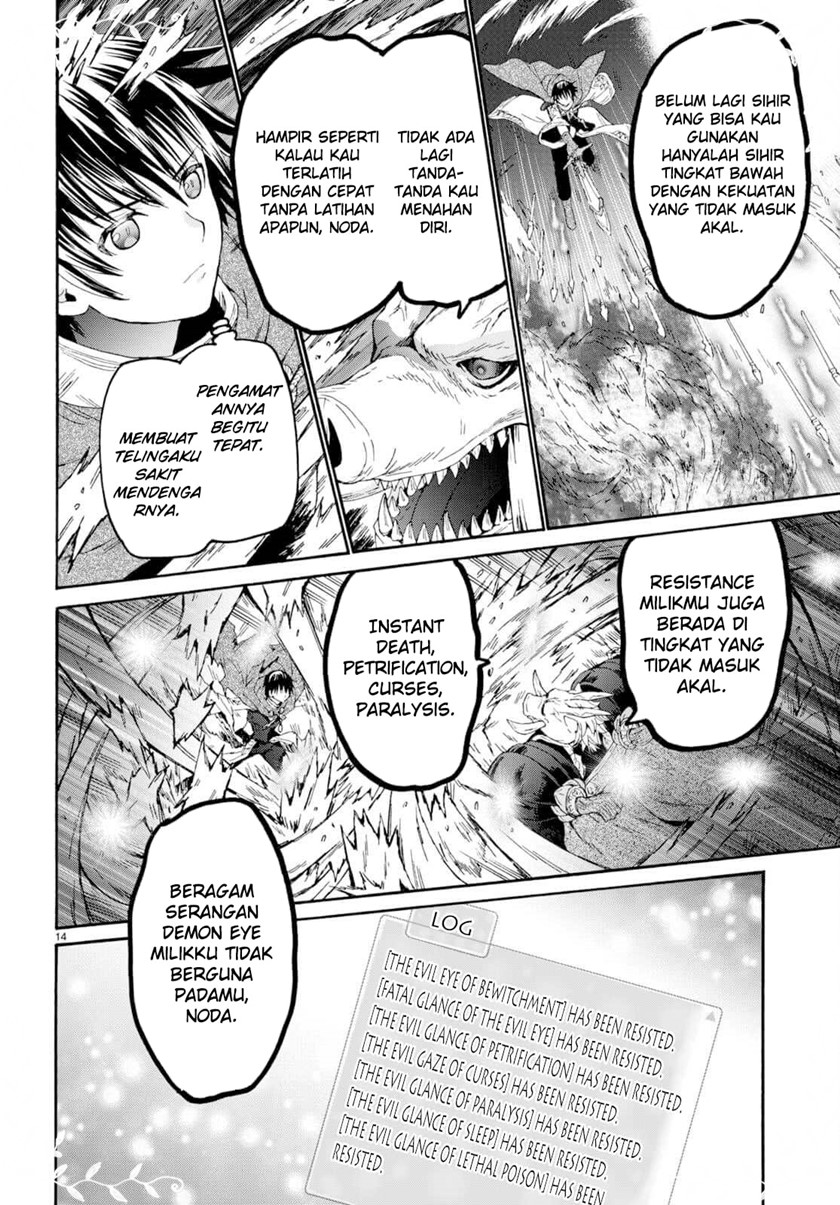 BELUM LAGI SIHIR
YANG BISA KAU
GUNAKAN
HANYALAH SIHIR
TINGKAT BAWAH
DENGAN KEKUATAN
YANG TIDAK MASUK
AKAL.
TIDAK ADA
LAGI
TANDA-
TANDA KAU
MENAHAN
DIRI.
HAMPIR SEPERTI
KALAU KAU
TERLATIH
DENGAN CEPAT
TANPA LATIHAN
APAPUN, NODA.
PENGAMAT
ANNYA
BEGITU
TEPAT.
MEMBUAT
TELINGAKU
SAKIT
MENDENGA
RNYA.
RESISTANCE
MILIKMU JUGA
BERADA DI
TINGKAT YANG
TIDAK MASUK
AKAL.
INSTANT
DEATH,
PETRIFICATION,
CURSES,
PARALYSIS.
BERAGAM
SERANGAN
DEMON EYE
MILIKKU TIDAK
BERGUNA
PADAMU,
NODA.
LOG
[THE EVIL EYE OF BEWITCHMENT] HAS BEEN RESISTED.
[FATAL GLANCE OF THE EVIL EYE] HAS BEEN RESISTED.
[THE EVIL GLANCE OF PETRIFICATION] HAS BEEN RESISTED.
[THE EVIL GAZE OF CURSES] HAS BEEN RESISTED.
[THE EVIL GLANCE OF PARALYSIS] HAS BEEN RESISTED.
[THE EVIL GLANCE OF SLEEP] HAS BEEN RESISTED.
[THE EVIL GLANCE OF LETHAL POISON] HAS BEEN
RESISTED.
14